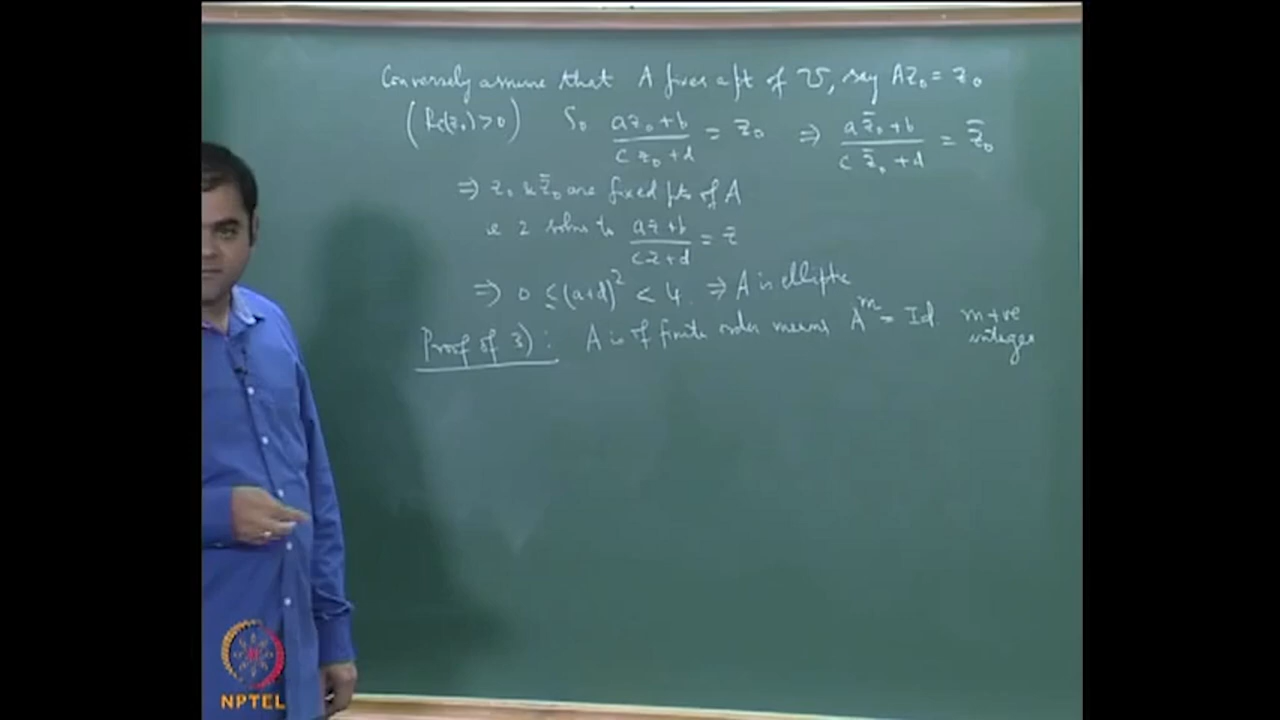 Conversely assume that A fixes a pt of U, say Az₀ = z₀
(Re(z₀) > 0) So (az₀ + b)/(cz₀ + d) = z₀ ⇒ (az̄₀ + b)/(cz̄₀ + d) = z̄₀
⇒ z₀ & z̄₀ are fixed pts of A
ie 2 solns to (az + b)/(cz + d) = z
⇒ 0 ≤ (a+d)² < 4 ⇒ A is elliptic
Proof of 3) : A is of finite order means Aᵐ = Id. m +ve integer
NPTEL